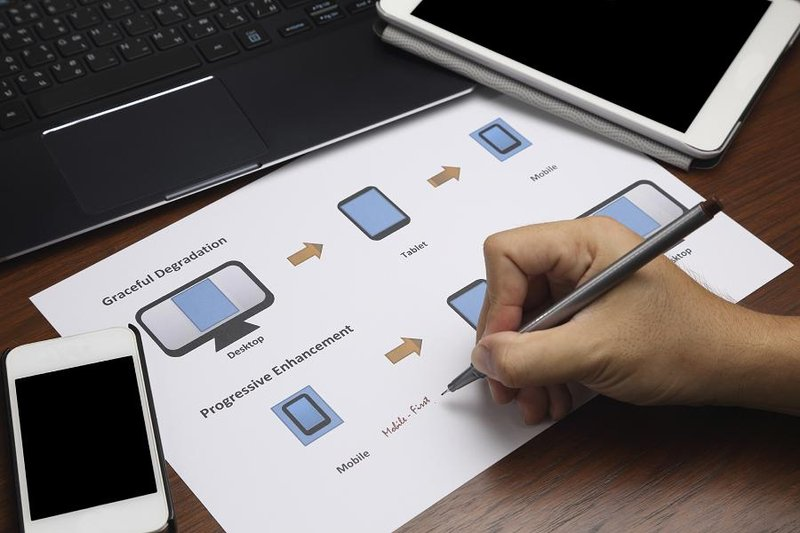 Graceful Degradation
Desktop
Tablet
Mobile
Progressive Enhancement
Mobile
Mobile-First.